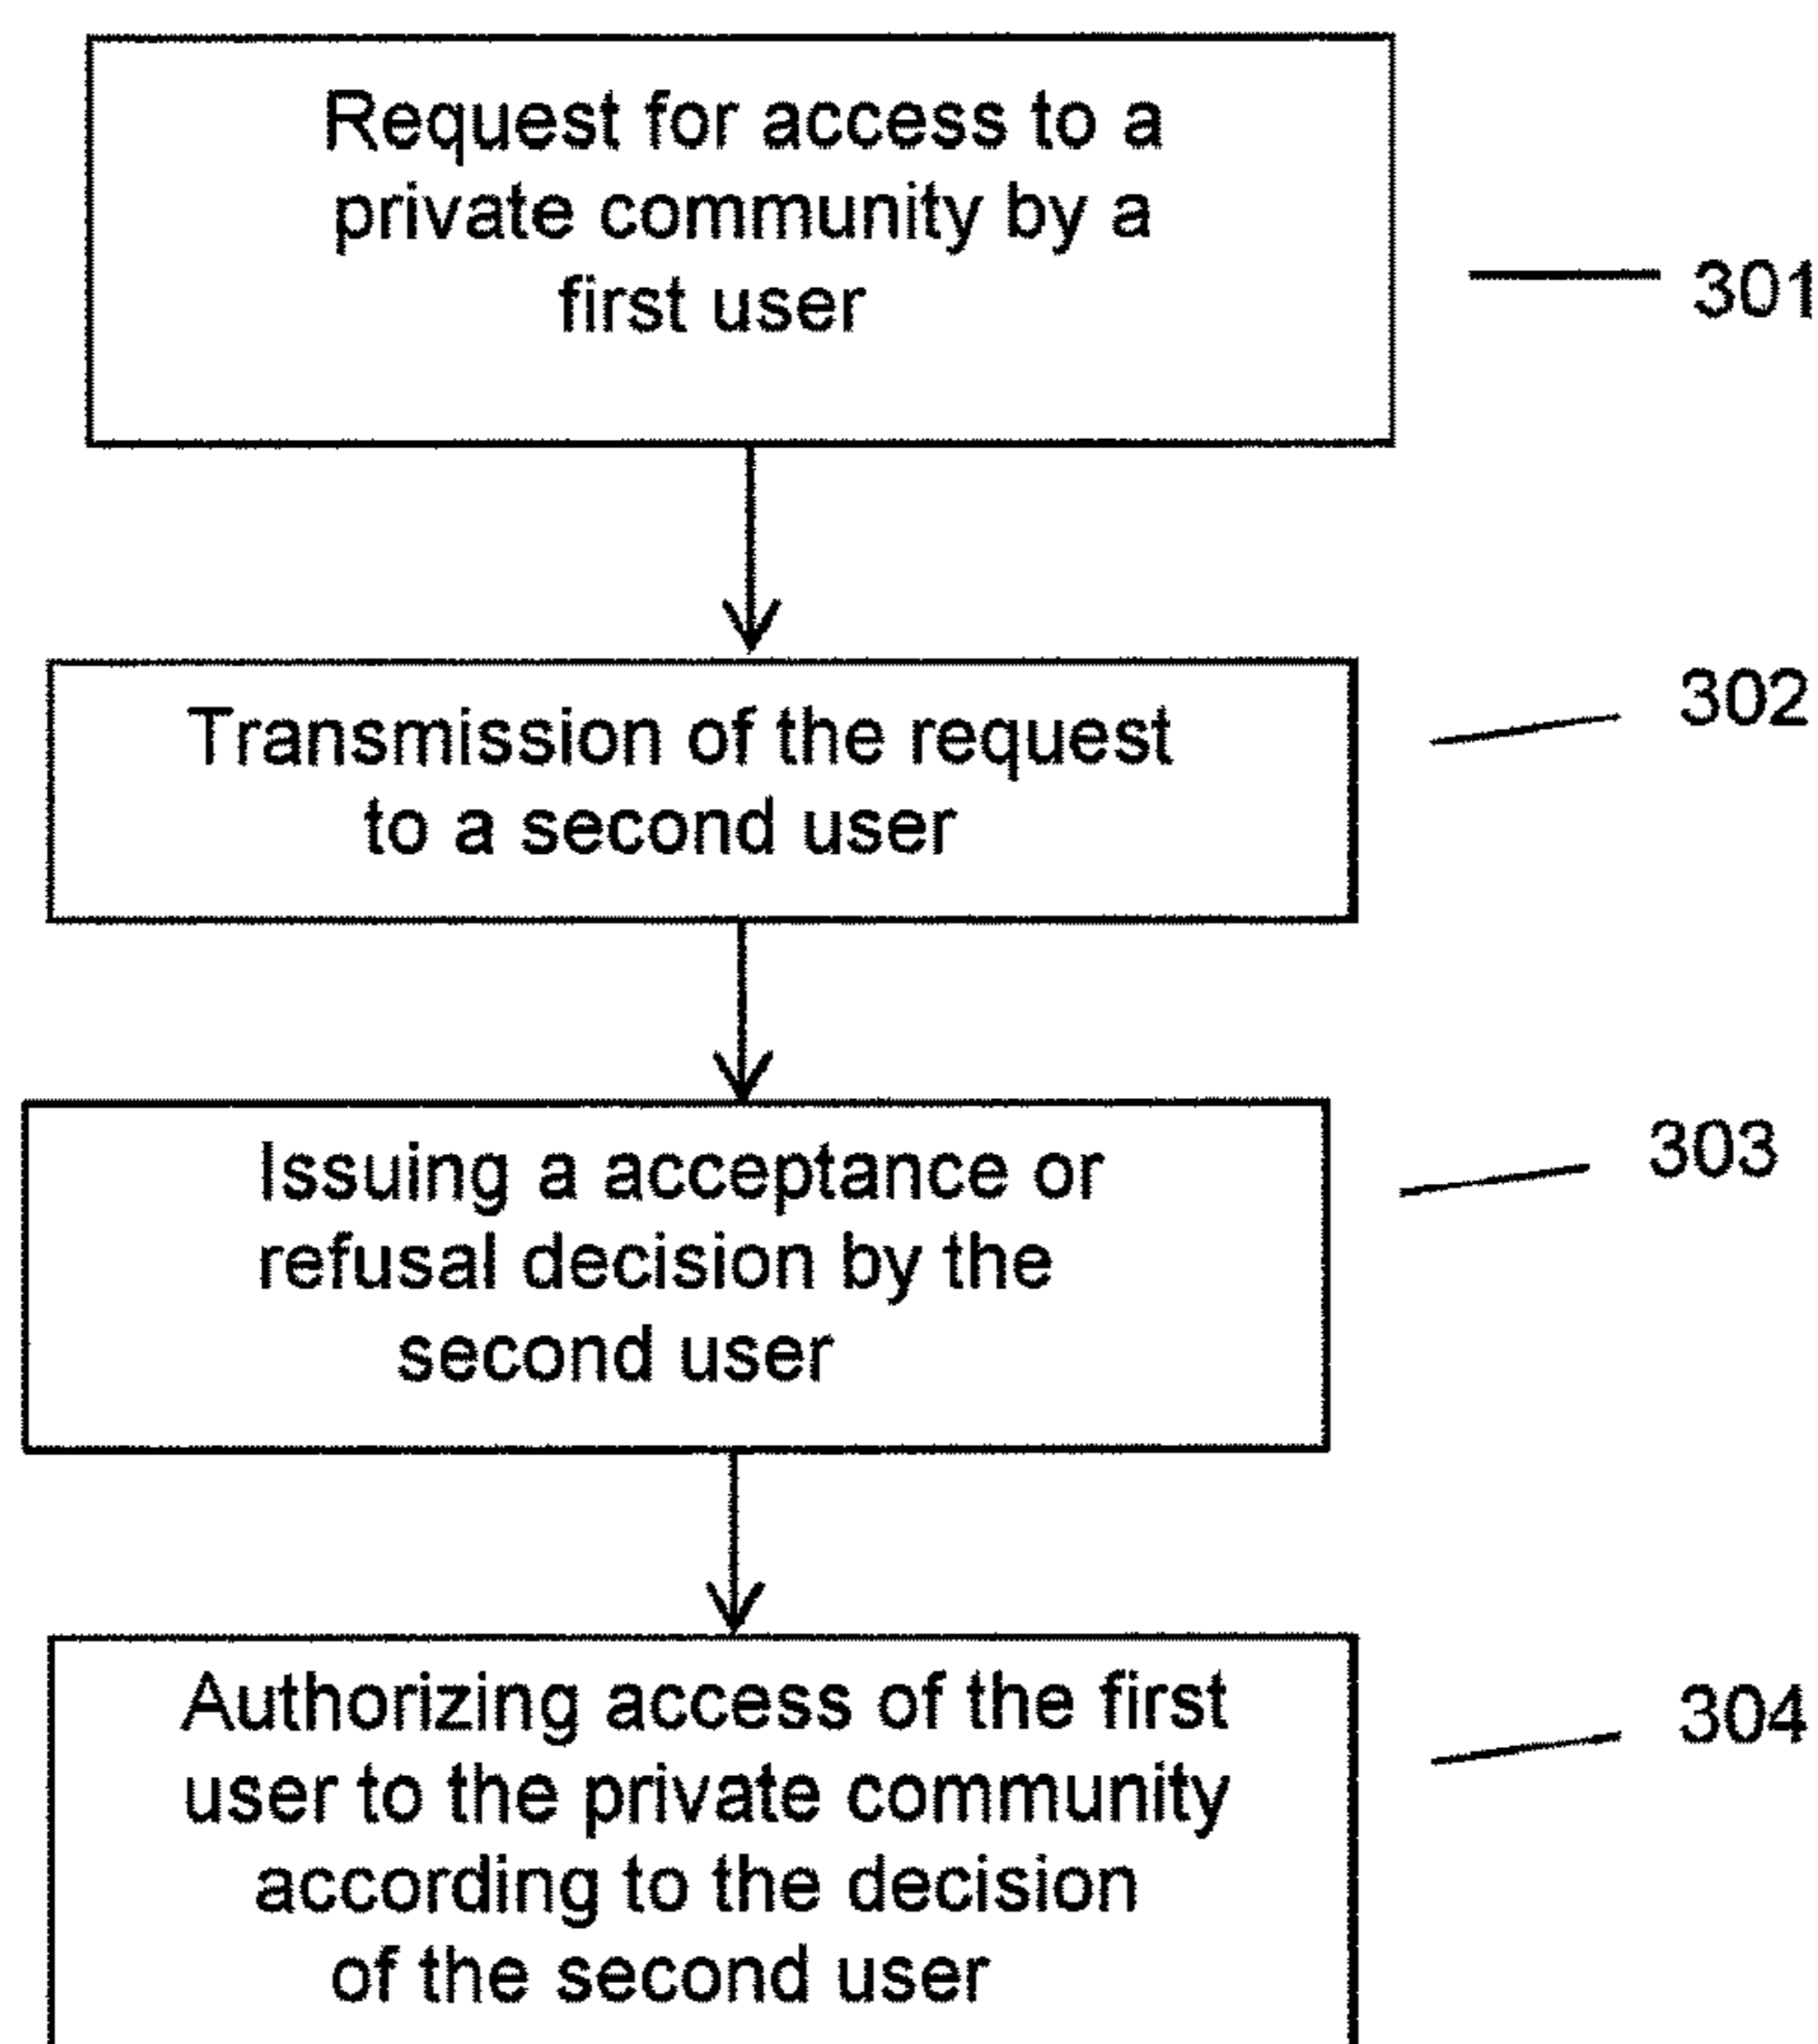 Request for access to a
private community by a
first user
301
Transmission of the request
to a second user
302
Issuing a acceptance or
refusal decision by the
second user
303
Authorizing access of the first
user to the private community
according to the decision
of the second user
304